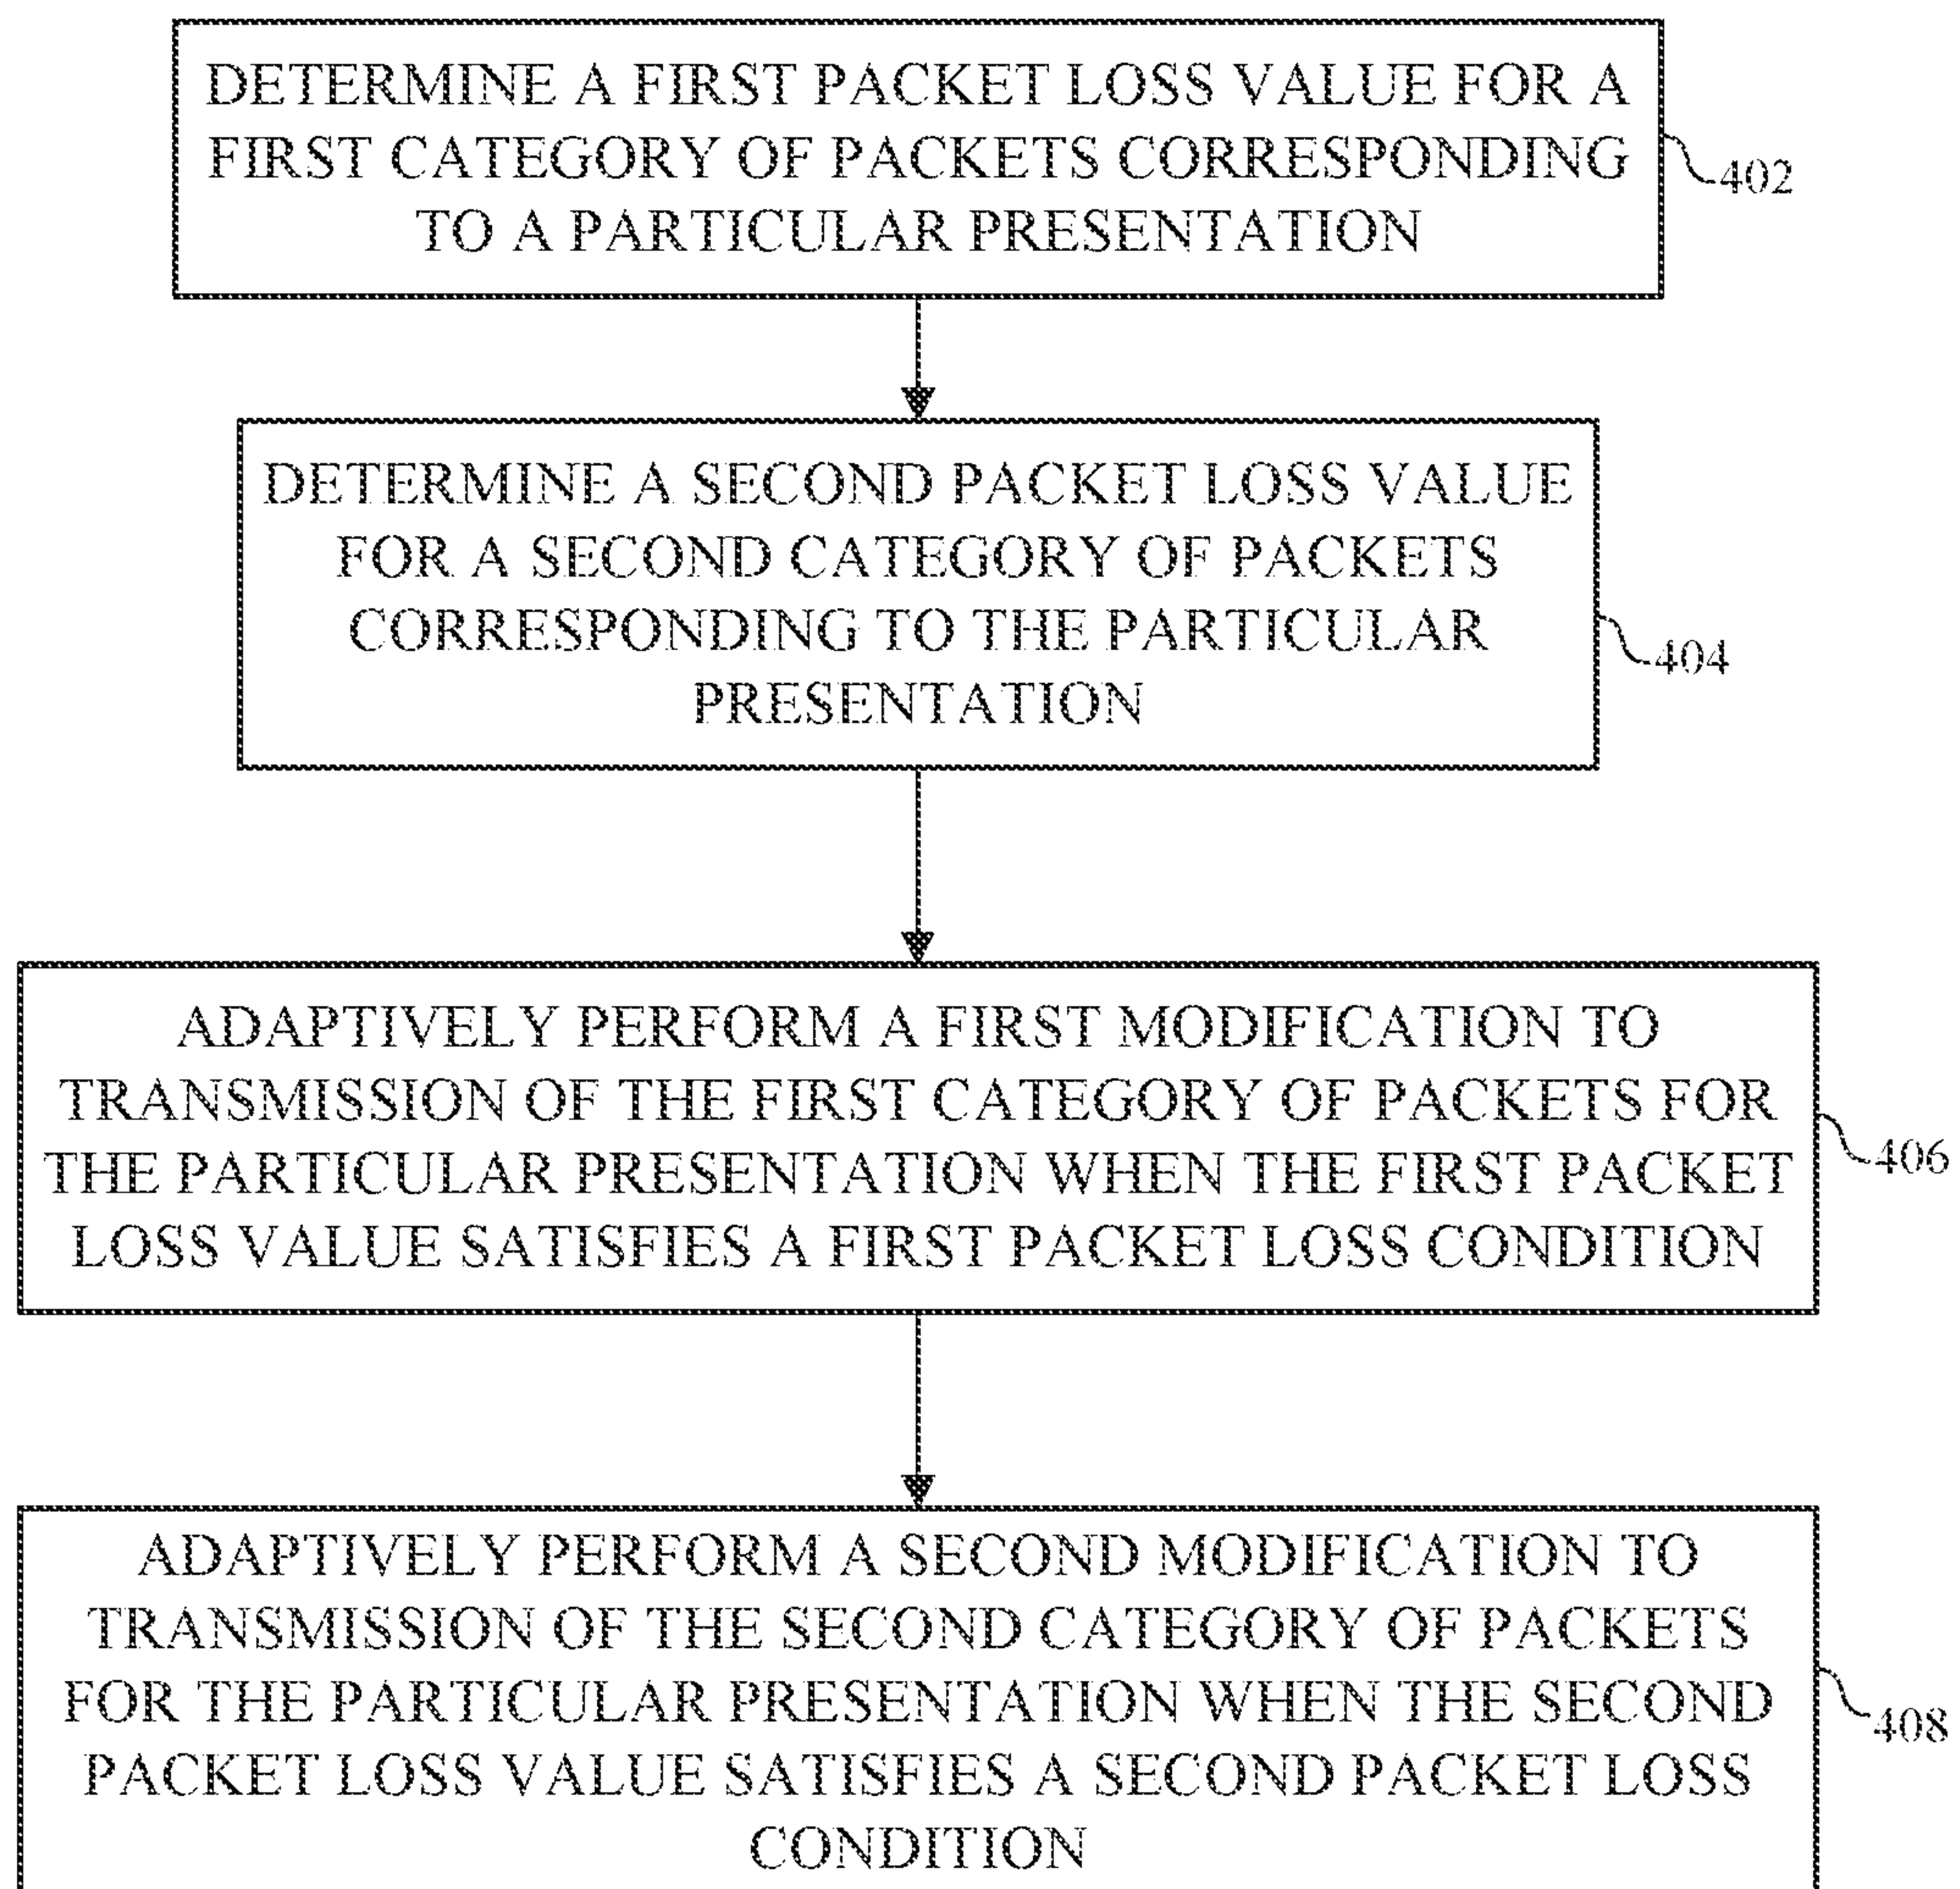 DETERMINE A FIRST PACKET LOSS VALUE FOR A
FIRST CATEGORY OF PACKETS CORRESPONDING
TO A PARTICULAR PRESENTATION
402
DETERMINE A SECOND PACKET LOSS VALUE
FOR A SECOND CATEGORY OF PACKETS
CORRESPONDING TO THE PARTICULAR
PRESENTATION
404
ADAPTIVELY PERFORM A FIRST MODIFICATION TO
TRANSMISSION OF THE FIRST CATEGORY OF PACKETS FOR
THE PARTICULAR PRESENTATION WHEN THE FIRST PACKET
LOSS VALUE SATISFIES A FIRST PACKET LOSS CONDITION
406
ADAPTIVELY PERFORM A SECOND MODIFICATION TO
TRANSMISSION OF THE SECOND CATEGORY OF PACKETS
FOR THE PARTICULAR PRESENTATION WHEN THE SECOND
PACKET LOSS VALUE SATISFIES A SECOND PACKET LOSS
CONDITION
408